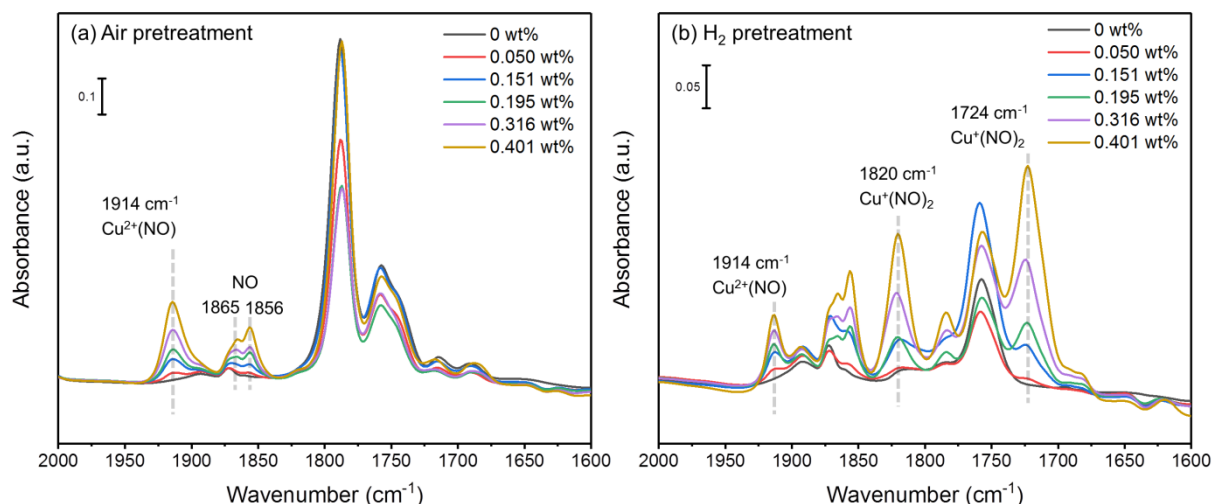 (a) Air pretreatment
0 wt%
0.050 wt%
0.151 wt%
0.195 wt%
0.316 wt%
0.401 wt%
0.1
1914 cm⁻¹
Cu²⁺(NO)
NO
1865 1856
Absorbance (a.u.)
2000 1950 1900 1850 1800 1750 1700 1650 1600
Wavenumber (cm⁻¹)
(b) H₂ pretreatment
0 wt%
0.050 wt%
0.151 wt%
0.195 wt%
0.316 wt%
0.401 wt%
0.05
1724 cm⁻¹
Cu⁺(NO)₂
1820 cm⁻¹
Cu⁺(NO)₂
1914 cm⁻¹
Cu²⁺(NO)
Absorbance (a.u.)
2000 1950 1900 1850 1800 1750 1700 1650 1600
Wavenumber (cm⁻¹)